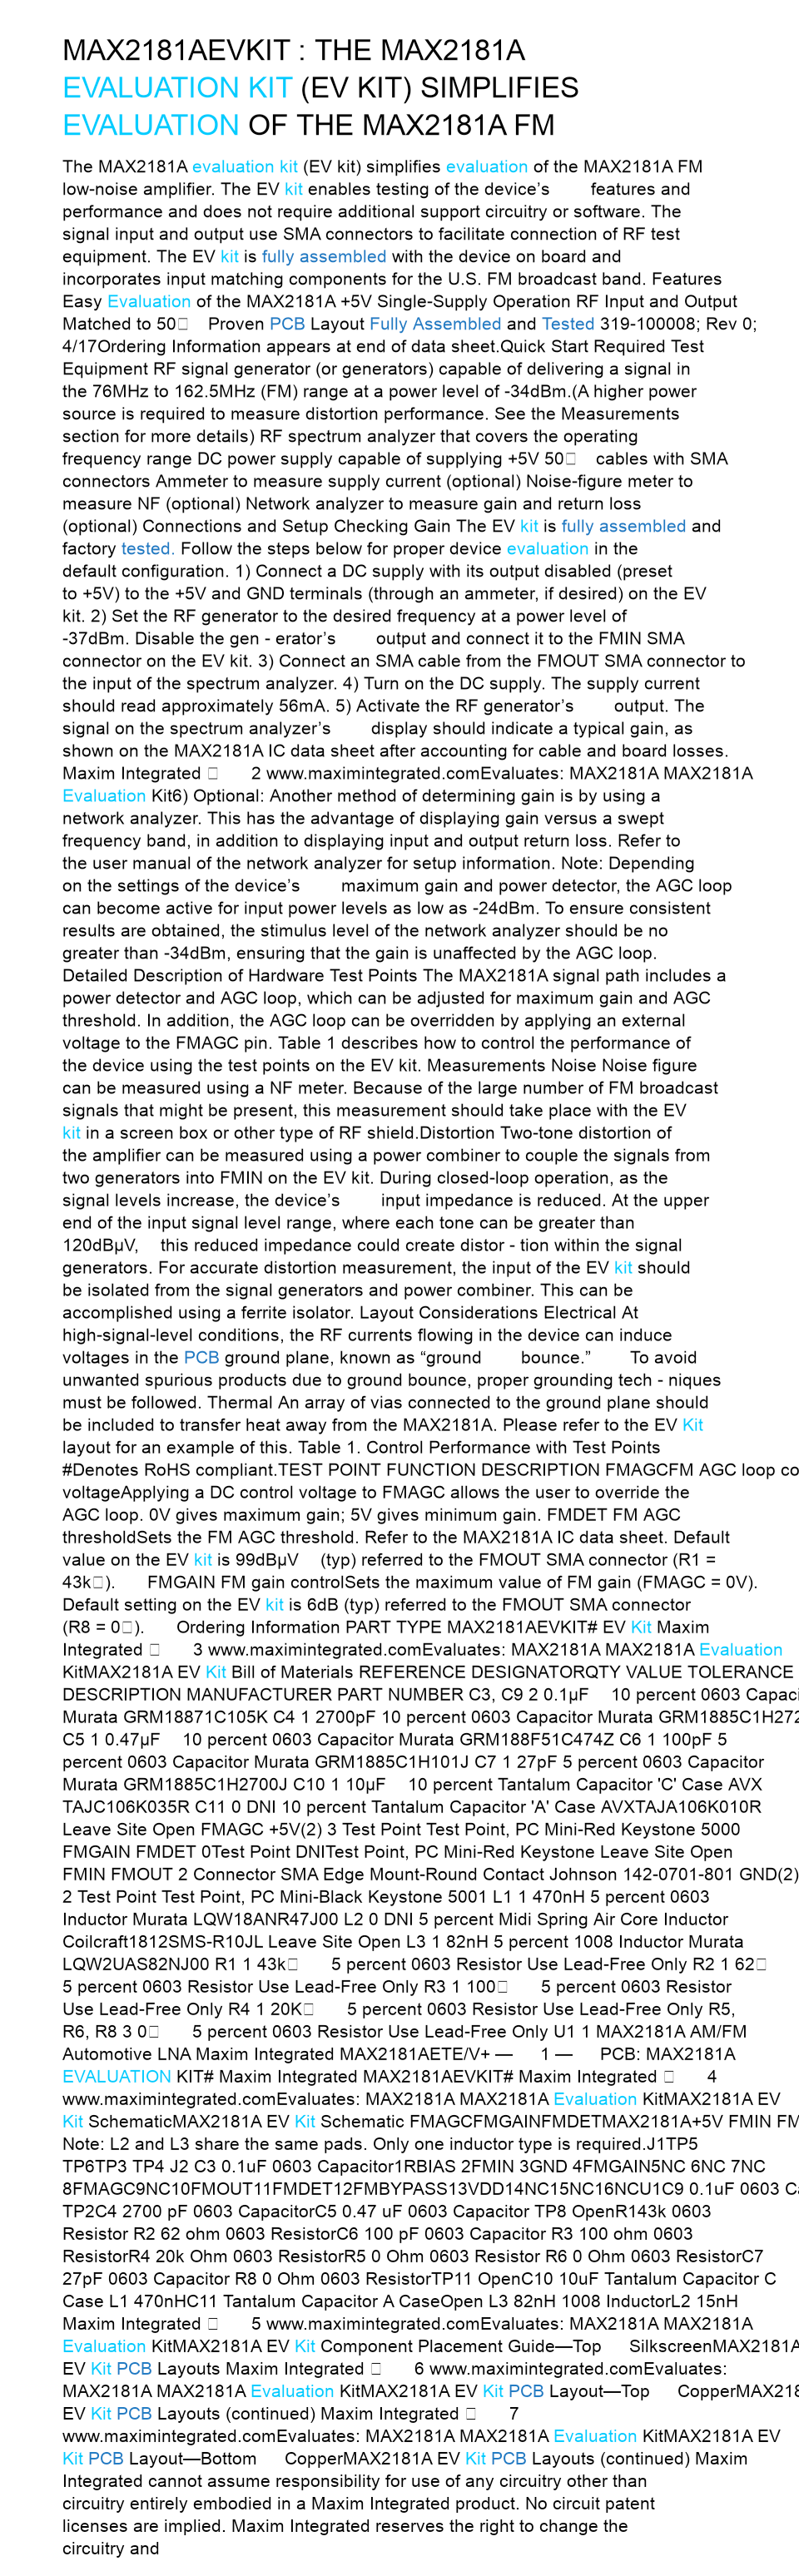 MAX2181AEVKIT : THE MAX2181A
EVALUATION KIT (EV KIT) SIMPLIFIES
EVALUATION OF THE MAX2181A FM
The MAX2181A evaluation kit (EV kit) simplifies evaluation of the MAX2181A FM
low-noise amplifier. The EV kit enables testing of the device’s features and
performance and does not require additional support circuitry or software. The
signal input and output use SMA connectors to facilitate connection of RF test
equipment. The EV kit is fully assembled with the device on board and
incorporates input matching components for the U.S. FM broadcast band. Features
Easy Evaluation of the MAX2181A +5V Single-Supply Operation RF Input and Output
Matched to 50□ Proven PCB Layout Fully Assembled and Tested 319-100008; Rev 0;
4/17Ordering Information appears at end of data sheet.Quick Start Required Test
Equipment RF signal generator (or generators) capable of delivering a signal in
the 76MHz to 162.5MHz (FM) range at a power level of -34dBm.(A higher power
source is required to measure distortion performance. See the Measurements
section for more details) RF spectrum analyzer that covers the operating
frequency range DC power supply capable of supplying +5V 50□ cables with SMA
connectors Ammeter to measure supply current (optional) Noise-figure meter to
measure NF (optional) Network analyzer to measure gain and return loss
(optional) Connections and Setup Checking Gain The EV kit is fully assembled and
factory tested. Follow the steps below for proper device evaluation in the
default configuration. 1) Connect a DC supply with its output disabled (preset
to +5V) to the +5V and GND terminals (through an ammeter, if desired) on the EV
kit. 2) Set the RF generator to the desired frequency at a power level of
-37dBm. Disable the gen - erator’s output and connect it to the FMIN SMA
connector on the EV kit. 3) Connect an SMA cable from the FMOUT SMA connector to
the input of the spectrum analyzer. 4) Turn on the DC supply. The supply current
should read approximately 56mA. 5) Activate the RF generator’s output. The
signal on the spectrum analyzer’s display should indicate a typical gain, as
shown on the MAX2181A IC data sheet after accounting for cable and board losses.
Maxim Integrated □ 2 www.maximintegrated.comEvaluates: MAX2181A MAX2181A
Evaluation Kit6) Optional: Another method of determining gain is by using a
network analyzer. This has the advantage of displaying gain versus a swept
frequency band, in addition to displaying input and output return loss. Refer to
the user manual of the network analyzer for setup information. Note: Depending
on the settings of the device’s maximum gain and power detector, the AGC loop
can become active for input power levels as low as -24dBm. To ensure consistent
results are obtained, the stimulus level of the network analyzer should be no
greater than -34dBm, ensuring that the gain is unaffected by the AGC loop.
Detailed Description of Hardware Test Points The MAX2181A signal path includes a
power detector and AGC loop, which can be adjusted for maximum gain and AGC
threshold. In addition, the AGC loop can be overridden by applying an external
voltage to the FMAGC pin. Table 1 describes how to control the performance of
the device using the test points on the EV kit. Measurements Noise Noise figure
can be measured using a NF meter. Because of the large number of FM broadcast
signals that might be present, this measurement should take place with the EV
kit in a screen box or other type of RF shield.Distortion Two-tone distortion of
the amplifier can be measured using a power combiner to couple the signals from
two generators into FMIN on the EV kit. During closed-loop operation, as the
signal levels increase, the device’s input impedance is reduced. At the upper
end of the input signal level range, where each tone can be greater than
120dBµV, this reduced impedance could create distor - tion within the signal
generators. For accurate distortion measurement, the input of the EV kit should
be isolated from the signal generators and power combiner. This can be
accomplished using a ferrite isolator. Layout Considerations Electrical At
high-signal-level conditions, the RF currents flowing in the device can induce
voltages in the PCB ground plane, known as “ground bounce.” To avoid
unwanted spurious products due to ground bounce, proper grounding tech - niques
must be followed. Thermal An array of vias connected to the ground plane should
be included to transfer heat away from the MAX2181A. Please refer to the EV Kit
layout for an example of this. Table 1. Control Performance with Test Points
#Denotes RoHS compliant.TEST POINT FUNCTION DESCRIPTION FMAGCFM AGC loop co
voltageApplying a DC control voltage to FMAGC allows the user to override the
AGC loop. 0V gives maximum gain; 5V gives minimum gain. FMDET FM AGC
thresholdSets the FM AGC threshold. Refer to the MAX2181A IC data sheet. Default
value on the EV kit is 99dBµV (typ) referred to the FMOUT SMA connector (R1 =
43k□). FMGAIN FM gain controlSets the maximum value of FM gain (FMAGC = 0V).
Default setting on the EV kit is 6dB (typ) referred to the FMOUT SMA connector
(R8 = 0□). Ordering Information PART TYPE MAX2181AEVKIT# EV Kit Maxim
Integrated □ 3 www.maximintegrated.comEvaluates: MAX2181A MAX2181A Evaluation
KitMAX2181A EV Kit Bill of Materials REFERENCE DESIGNATORQTY VALUE TOLERANCE
DESCRIPTION MANUFACTURER PART NUMBER C3, C9 2 0.1µF 10 percent 0603 Capaci
Murata GRM18871C105K C4 1 2700pF 10 percent 0603 Capacitor Murata GRM1885C1H272
C5 1 0.47µF 10 percent 0603 Capacitor Murata GRM188F51C474Z C6 1 100pF 5
percent 0603 Capacitor Murata GRM1885C1H101J C7 1 27pF 5 percent 0603 Capacitor
Murata GRM1885C1H2700J C10 1 10µF 10 percent Tantalum Capacitor 'C' Case AVX
TAJC106K035R C11 0 DNI 10 percent Tantalum Capacitor 'A' Case AVXTAJA106K010R
Leave Site Open FMAGC +5V(2) 3 Test Point Test Point, PC Mini-Red Keystone 5000
FMGAIN FMDET 0Test Point DNITest Point, PC Mini-Red Keystone Leave Site Open
FMIN FMOUT 2 Connector SMA Edge Mount-Round Contact Johnson 142-0701-801 GND(2)
2 Test Point Test Point, PC Mini-Black Keystone 5001 L1 1 470nH 5 percent 0603
Inductor Murata LQW18ANR47J00 L2 0 DNI 5 percent Midi Spring Air Core Inductor
Coilcraft1812SMS-R10JL Leave Site Open L3 1 82nH 5 percent 1008 Inductor Murata
LQW2UAS82NJ00 R1 1 43k□ 5 percent 0603 Resistor Use Lead-Free Only R2 1 62□
5 percent 0603 Resistor Use Lead-Free Only R3 1 100□ 5 percent 0603 Resistor
Use Lead-Free Only R4 1 20K□ 5 percent 0603 Resistor Use Lead-Free Only R5,
R6, R8 3 0□ 5 percent 0603 Resistor Use Lead-Free Only U1 1 MAX2181A AM/FM
Automotive LNA Maxim Integrated MAX2181AETE/V+ — 1 — PCB: MAX2181A
EVALUATION KIT# Maxim Integrated MAX2181AEVKIT# Maxim Integrated □ 4
www.maximintegrated.comEvaluates: MAX2181A MAX2181A Evaluation KitMAX2181A EV
Kit SchematicMAX2181A EV Kit Schematic FMAGCFMGAINFMDETMAX2181A+5V FMIN FM
Note: L2 and L3 share the same pads. Only one inductor type is required.J1TP5
TP6TP3 TP4 J2 C3 0.1uF 0603 Capacitor1RBIAS 2FMIN 3GND 4FMGAIN5NC 6NC 7NC
8FMAGC9NC10FMOUT11FMDET12FMBYPASS13VDD14NC15NC16NCU1C9 0.1uF 0603 Ca
TP2C4 2700 pF 0603 CapacitorC5 0.47 uF 0603 Capacitor TP8 OpenR143k 0603
Resistor R2 62 ohm 0603 ResistorC6 100 pF 0603 Capacitor R3 100 ohm 0603
ResistorR4 20k Ohm 0603 ResistorR5 0 Ohm 0603 Resistor R6 0 Ohm 0603 ResistorC7
27pF 0603 Capacitor R8 0 Ohm 0603 ResistorTP11 OpenC10 10uF Tantalum Capacitor C
Case L1 470nHC11 Tantalum Capacitor A CaseOpen L3 82nH 1008 InductorL2 15nH
Maxim Integrated □ 5 www.maximintegrated.comEvaluates: MAX2181A MAX2181A
Evaluation KitMAX2181A EV Kit Component Placement Guide—Top SilkscreenMAX2181A
EV Kit PCB Layouts Maxim Integrated □ 6 www.maximintegrated.comEvaluates:
MAX2181A MAX2181A Evaluation KitMAX2181A EV Kit PCB Layout—Top CopperMAX218
EV Kit PCB Layouts (continued) Maxim Integrated □ 7
www.maximintegrated.comEvaluates: MAX2181A MAX2181A Evaluation KitMAX2181A EV
Kit PCB Layout—Bottom CopperMAX2181A EV Kit PCB Layouts (continued) Maxim
Integrated cannot assume responsibility for use of any circuitry other than
circuitry entirely embodied in a Maxim Integrated product. No circuit patent
licenses are implied. Maxim Integrated reserves the right to change the
circuitry and